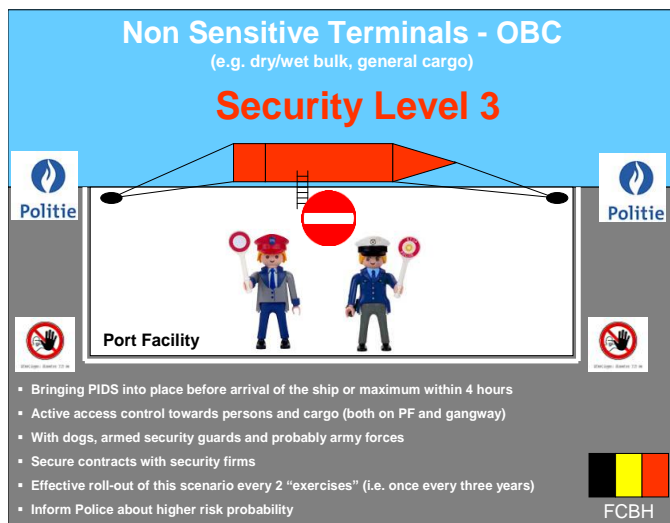 Non Sensitive Terminals - OBC
(e.g. dry/wet bulk, general cargo)
Security Level 3
Politie
Politie
Port Facility
▪ Bringing PIDS into place before arrival of the ship or maximum within 4 hours
▪ Active access control towards persons and cargo (both on PF and gangway)
▪ With dogs, armed security guards and probably army forces
▪ Secure contracts with security firms
▪ Effective roll-out of this scenario every 2 “exercises” (i.e. once every three years)
▪ Inform Police about higher risk probability
FCBH